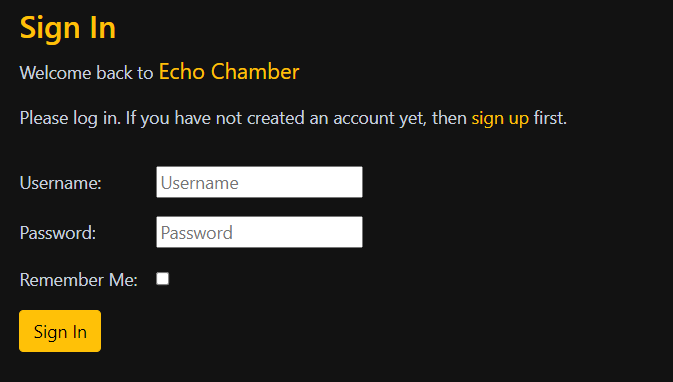 Sign In
Welcome back to Echo Chamber
Please log in. If you have not created an account yet, then sign up first.
Username: Username
Password: Password
Remember Me:
Sign In